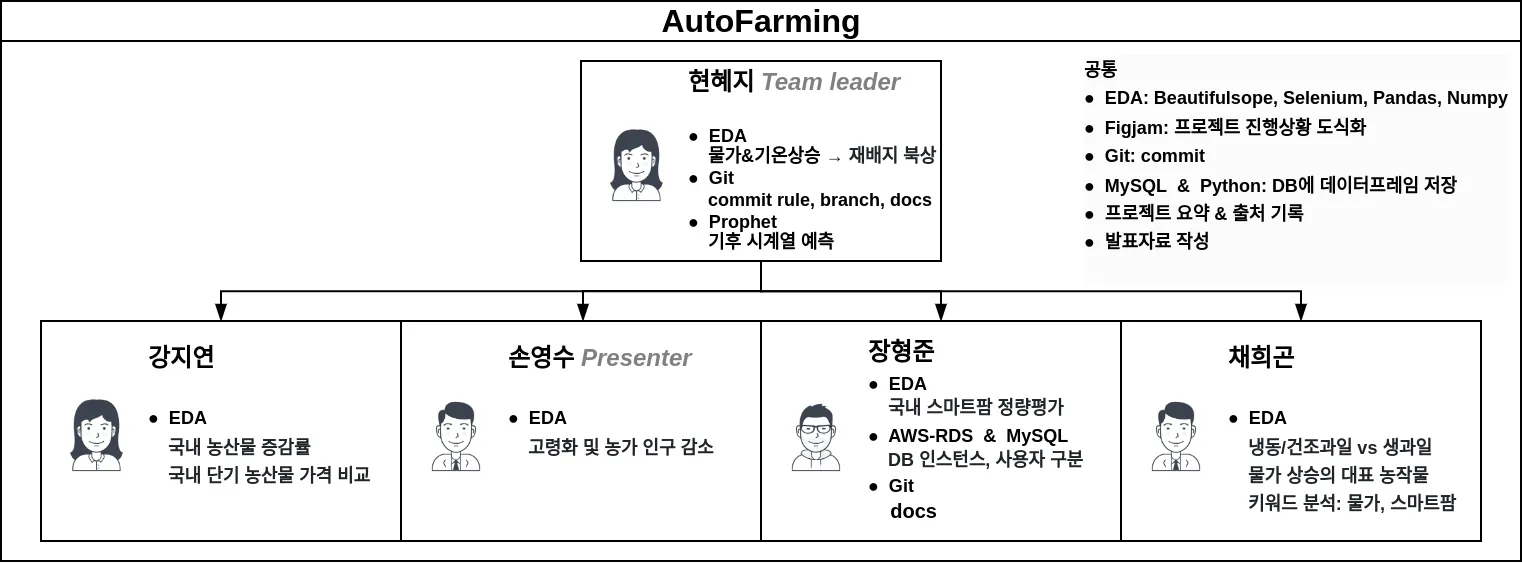 AutoFarming
현혜지 Team leader
● EDA
물가&기온상승 → 재배지 북상
● Git
commit rule, branch, docs
● Prophet
기후 시계열 예측
공통
● EDA: Beautifulsope, Selenium, Pandas, Numpy
● Figjam: 프로젝트 진행상황 도식화
● Git: commit
● MySQL & Python: DB에 데이터프레임 저장
● 프로젝트 요약 & 출처 기록
● 발표자료 작성
강지연
● EDA
국내 농산물 증감률
국내 단기 농산물 가격 비교
손영수 Presenter
● EDA
고령화 및 농가 인구 감소
장형준
● EDA
국내 스마트팜 정량평가
● AWS-RDS & MySQL
DB 인스턴스, 사용자 구분
● Git
docs
채희곤
● EDA
냉동/건조과일 vs 생과일
물가 상승의 대표 농작물
키워드 분석: 물가, 스마트팜